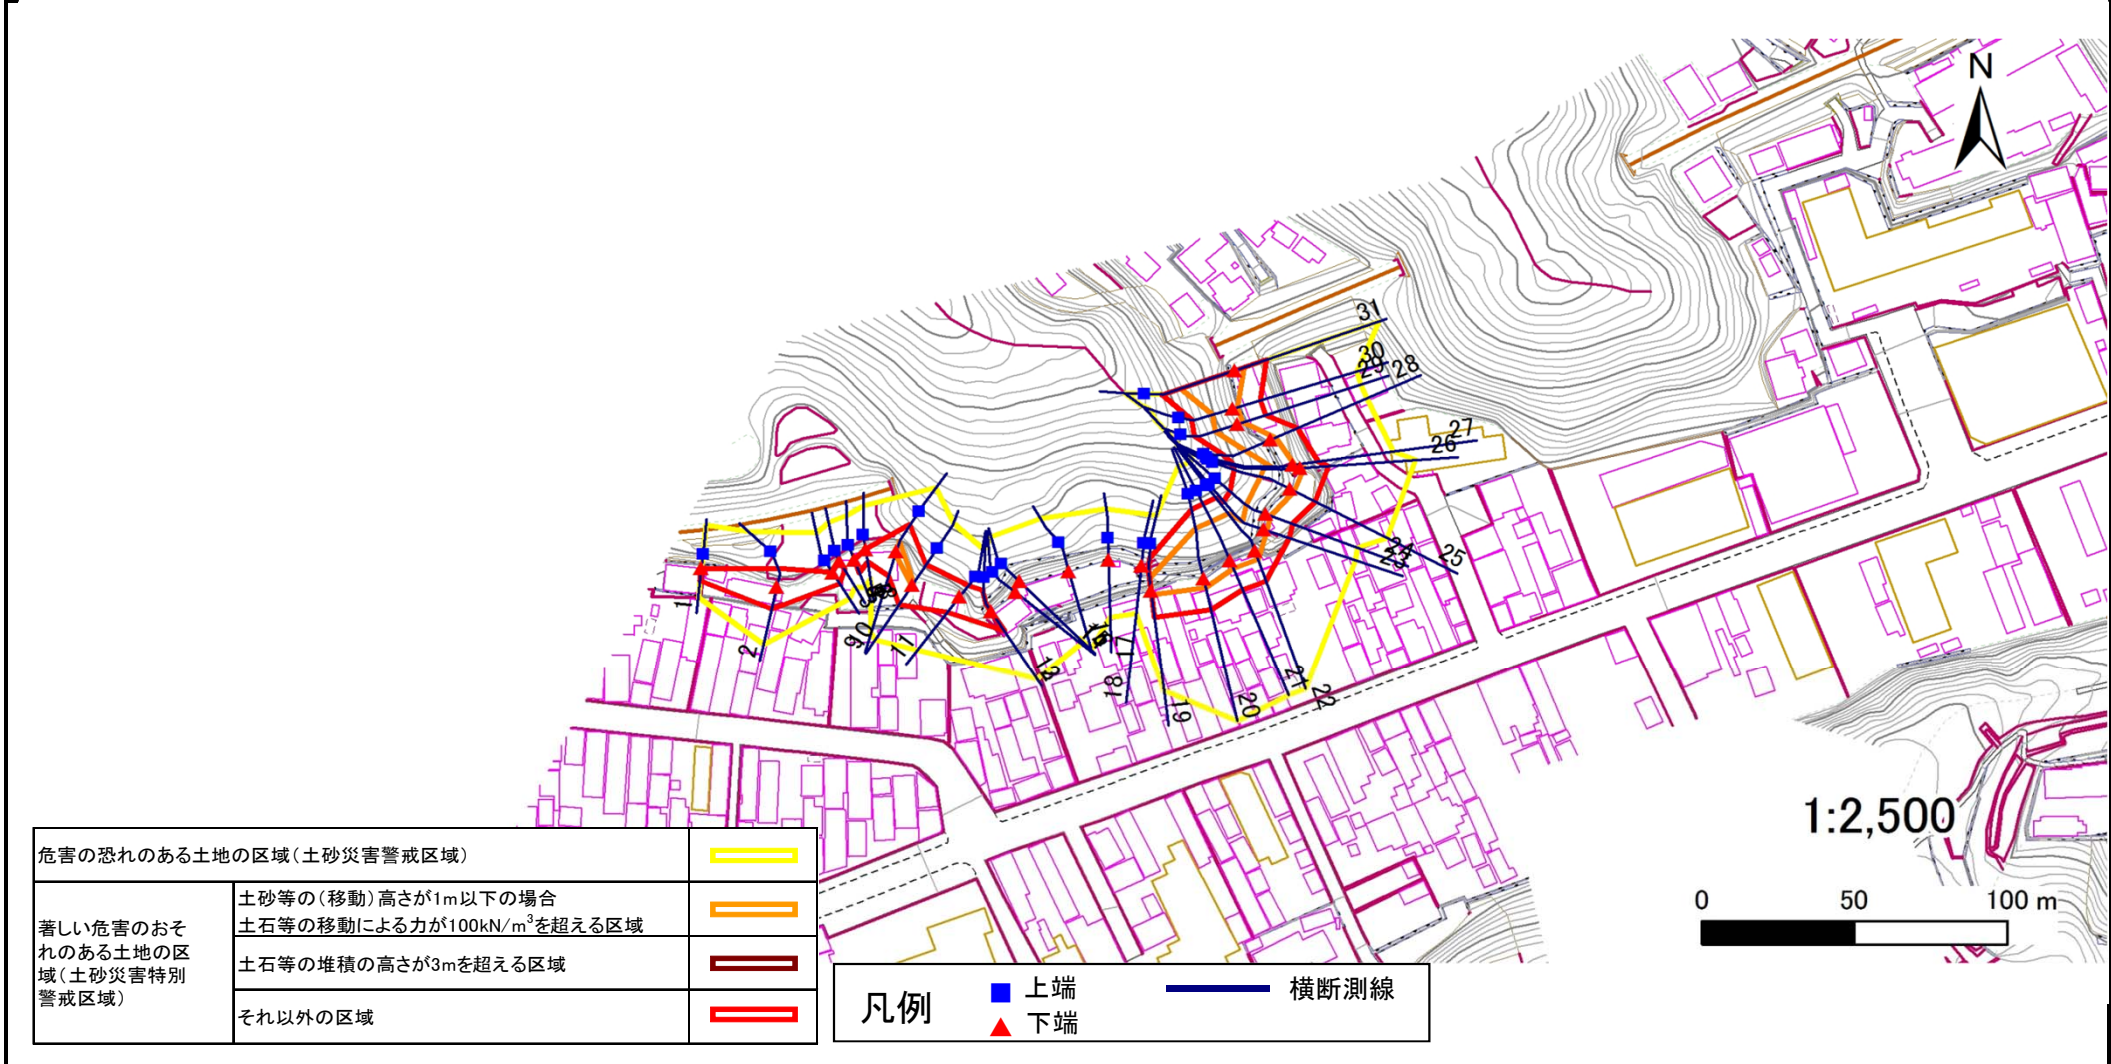 N
31
30
29
28
27
26
25
24
23
22
21
20
19
18
17
16
13
11
10
9
2
1
1:2,500
0 50 100 m
危害の恐れのある土地の区域(土砂災害警戒区域)
著しい危害のおそ
れのある土地の区
域(土砂災害特別
警戒区域)
土砂等の(移動)高さが1m以下の場合
土石等の移動による力が100kN/m³を超える区域
土石等の堆積の高さが3mを超える区域
それ以外の区域
凡例
上端
下端
横断測線